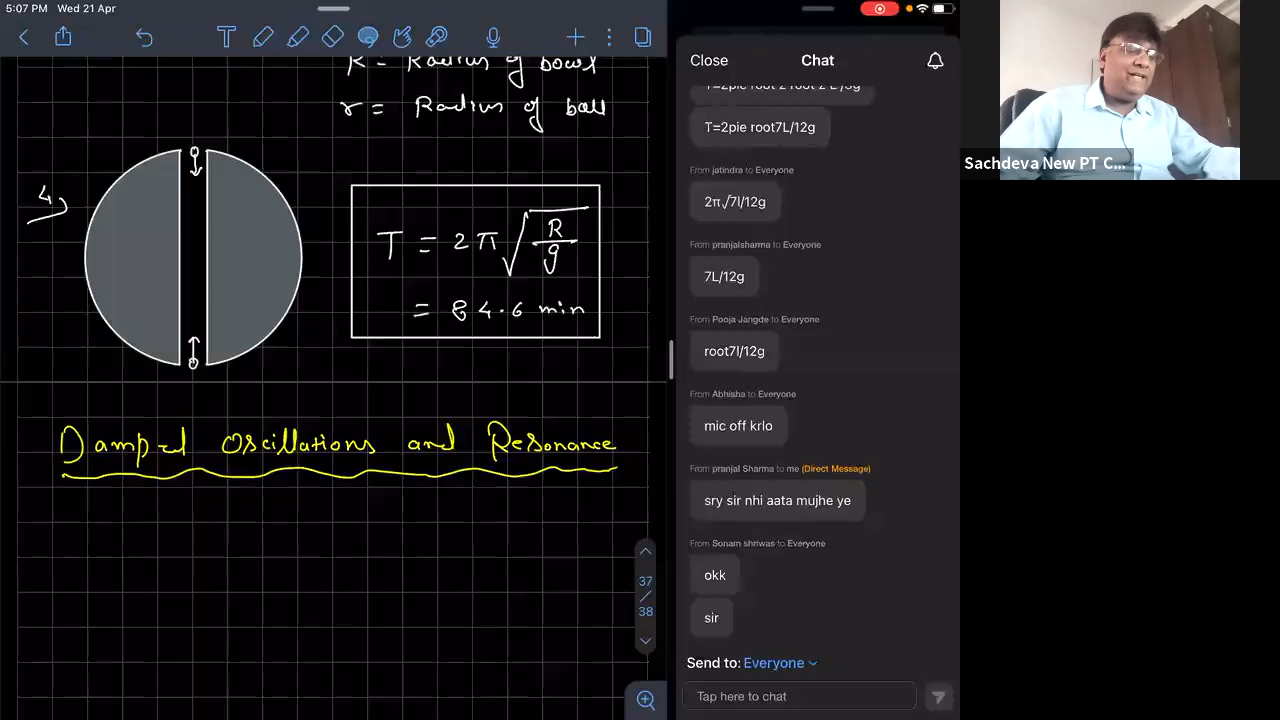 5:07 PM Wed 21 Apr
R = Radius of bowl
r = Radius of ball
4)
T = 2π√(R/g)
= 84.6 min
Damped Oscillations and Resonance
37
38
Close
Chat
T=2pie root7L/12g
From jatindra to Everyone
2π√7l/12g
From pranjalsharma to Everyone
7L/12g
From Pooja Jangde to Everyone
root7l/12g
From Abhisha to Everyone
mic off krlo
From pranjal Sharma to me (Direct Message)
sry sir nhi aata mujhe ye
From Sonam shriwas to Everyone
okk
sir
Send to: Everyone
Tap here to chat
Sachdeva New PT C...